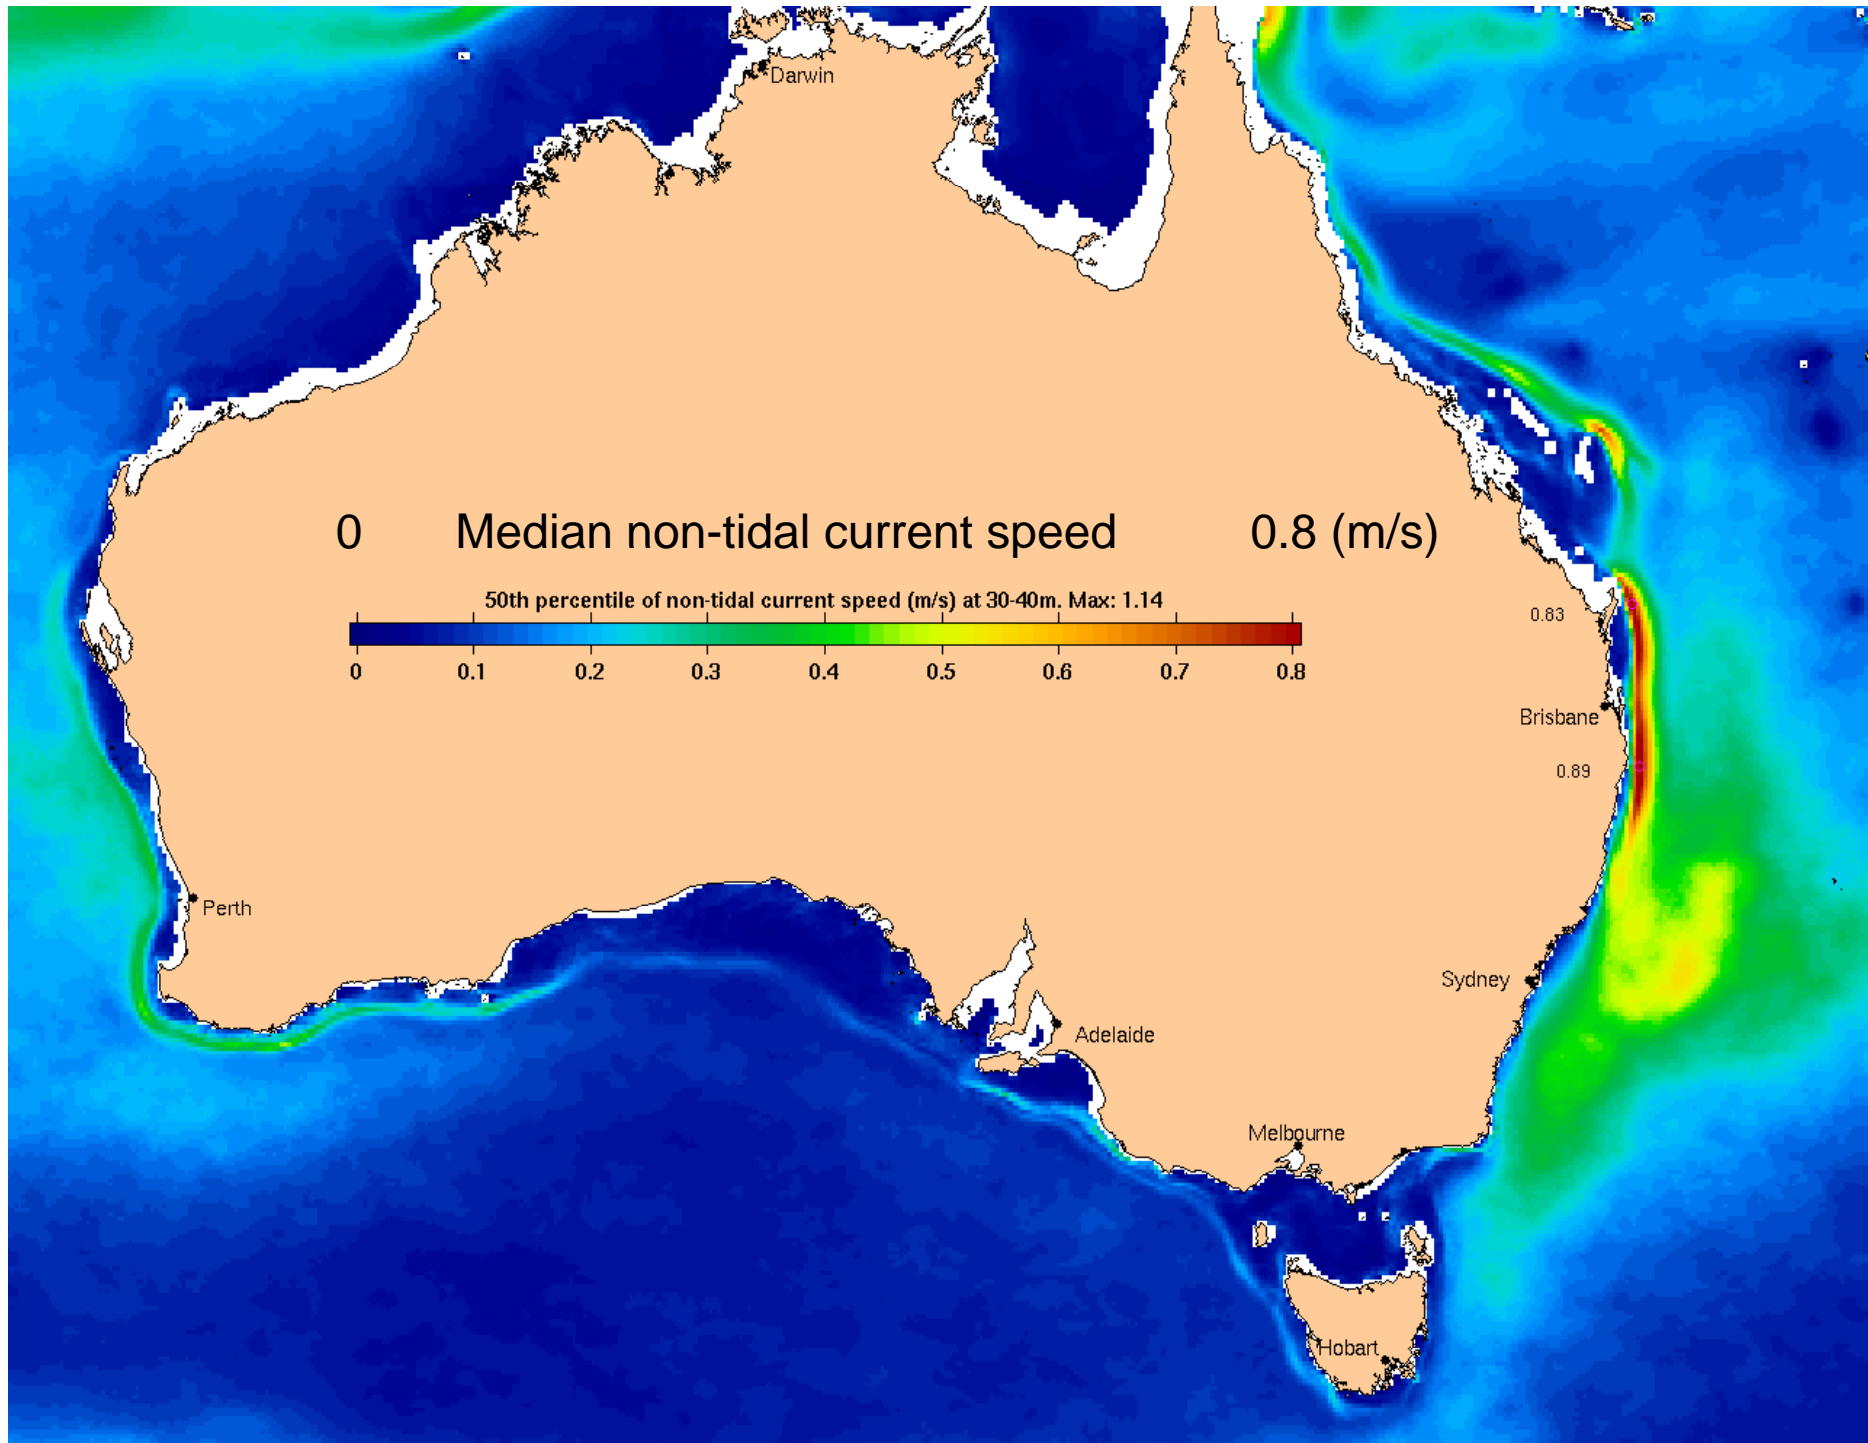 Darwin
0 Median non-tidal current speed 0.8 (m/s)
50th percentile of non-tidal current speed (m/s) at 30-40m. Max: 1.14
0 0.1 0.2 0.3 0.4 0.5 0.6 0.7 0.8
0.83
Brisbane
0.89
Perth
Sydney
Adelaide
Melbourne
Hobart